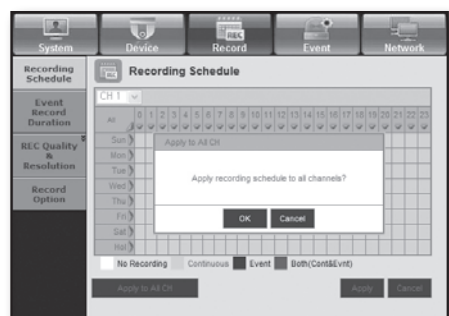 System Device Record Event Network
REC
Recording
Schedule
Event
Record
Duration
REC Quality
&
Resolution
Record
Option
Recording Schedule
CH 1
All 0 1 2 3 4 5 6 7 8 9 10 11 12 13 14 15 16 17 18 19 20 21 22 23
Sun
Mon
Tue
Wed
Thu
Fri
Sat
Hol
Apply to All CH
Apply recording schedule to all channels?
OK Cancel
No Recording Continuous Event Both(Cont&Evnt)
Apply to All CH Apply Cancel